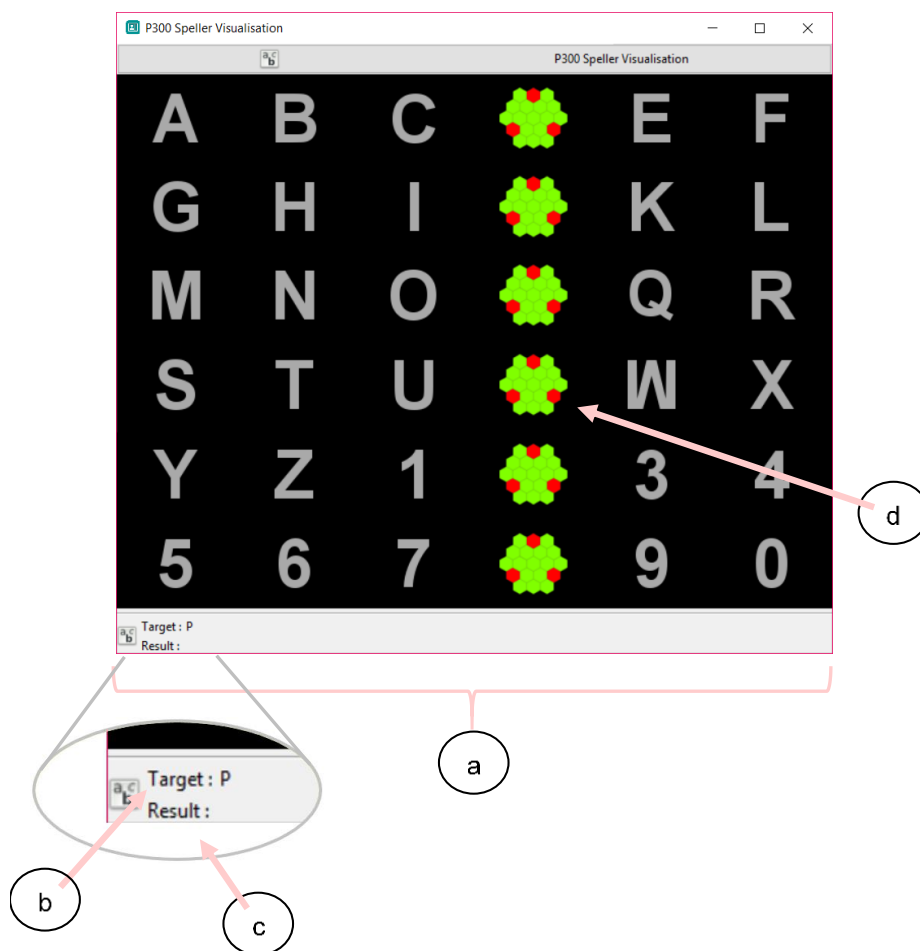 P300 Speller Visualisation
a c
b
P300 Speller Visualisation
A B C E F
G H I K L
M N O Q R
S T U W X
Y Z 1 3 4
5 6 7 9 0
d
a c
b
Target : P
Result :
a
a c
b
Target : P
Result :
b
c